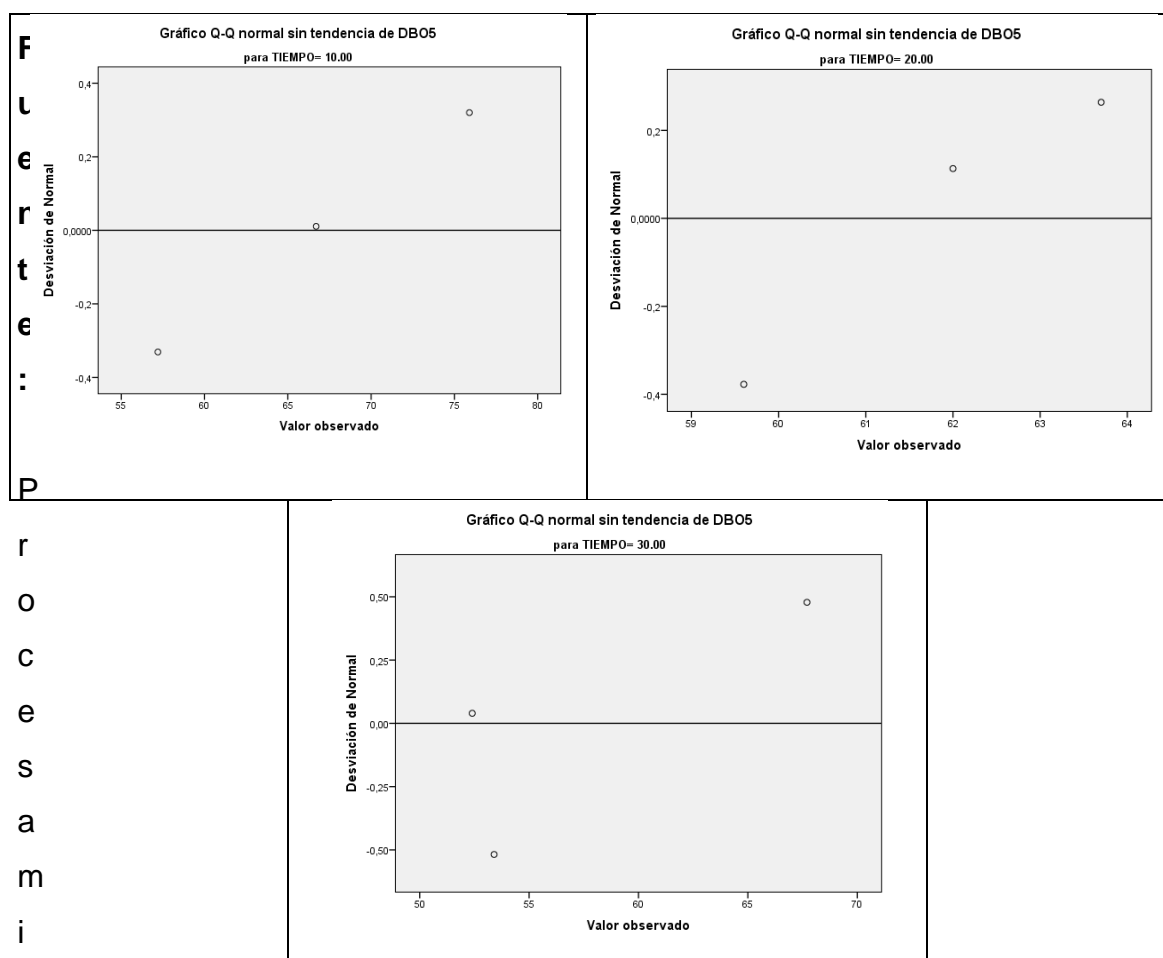 Gráfico Q-Q normal sin tendencia de DBO5
para TIEMPO= 10.00
Desviación de Normal
0,4
0,2
0,0000
-0,2
-0,4
55 60 65 70 75 80
Valor observado
Gráfico Q-Q normal sin tendencia de DBO5
para TIEMPO= 20.00
Desviación de Normal
0,2
0,0000
-0,2
-0,4
59 60 61 62 63 64
Valor observado
F
u
e
n
t
e
:
P
r
o
c
e
s
a
m
i
Gráfico Q-Q normal sin tendencia de DBO5
para TIEMPO= 30.00
Desviación de Normal
0,50
0,25
0,00
-0,25
-0,50
50 55 60 65 70
Valor observado